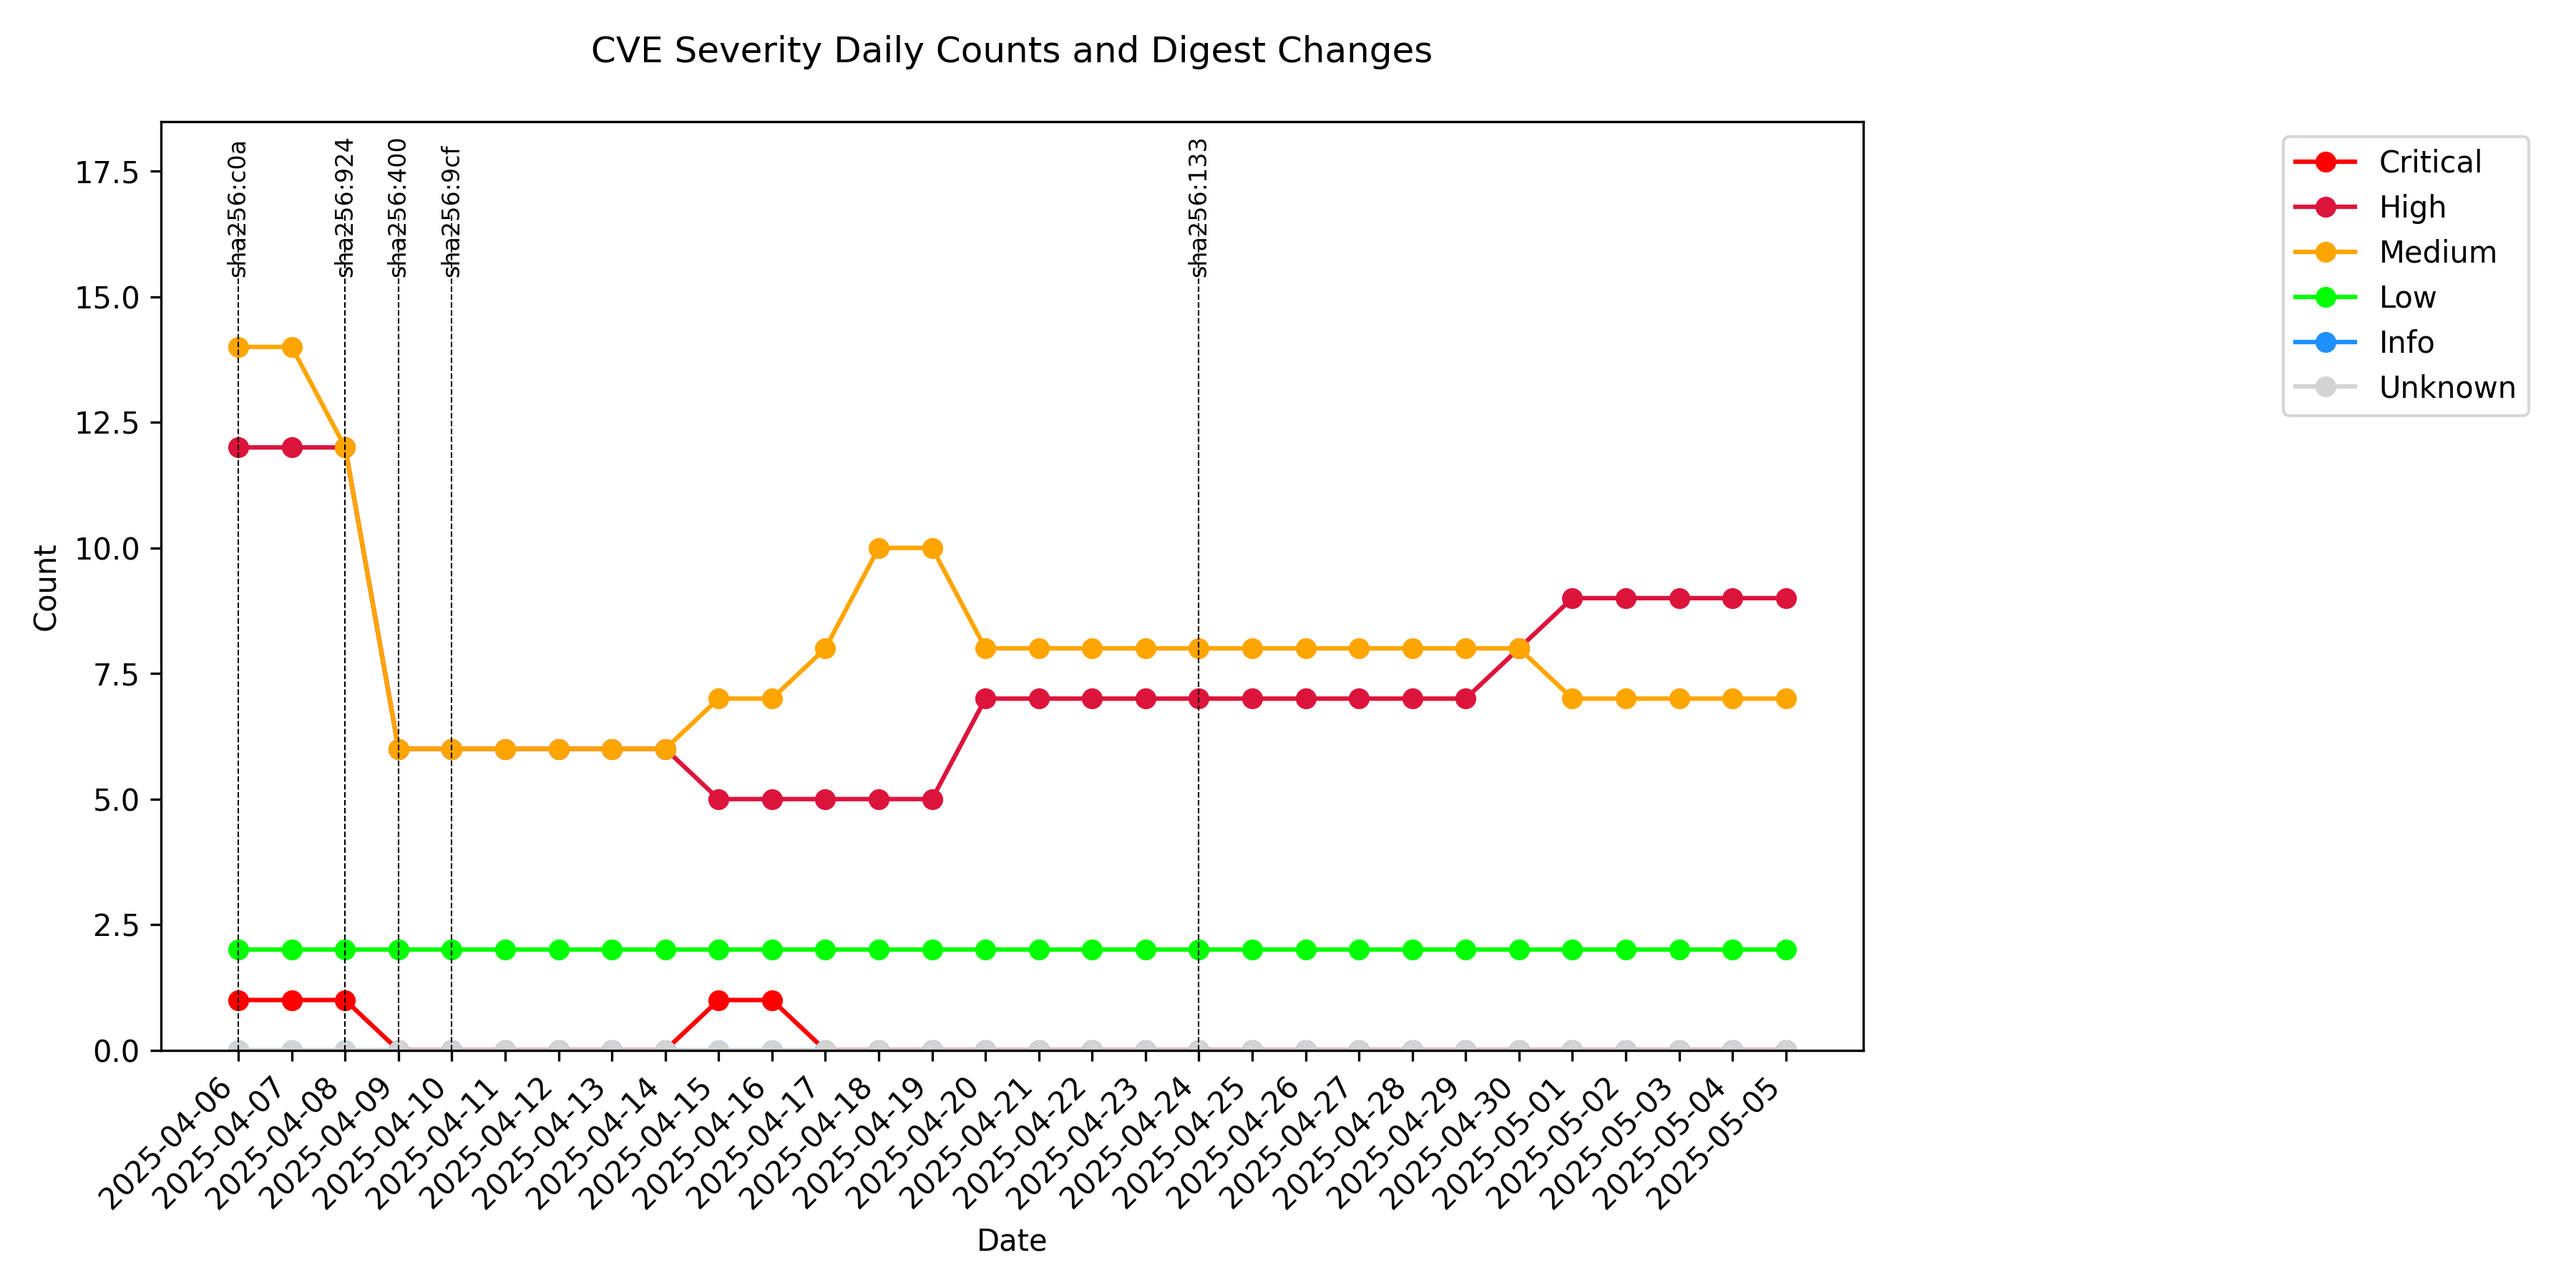 CVE Severity Daily Counts and Digest Changes
sha256:c0a
sha256:924
sha256:400
sha256:9cf
sha256:133
17.5
15.0
12.5
10.0
7.5
5.0
2.5
0.0
Count
Critical
High
Medium
Low
Info
Unknown
2025-04-06
2025-04-07
2025-04-08
2025-04-09
2025-04-10
2025-04-11
2025-04-12
2025-04-13
2025-04-14
2025-04-15
2025-04-16
2025-04-17
2025-04-18
2025-04-19
2025-04-20
2025-04-21
2025-04-22
2025-04-23
2025-04-24
2025-04-25
2025-04-26
2025-04-27
2025-04-28
2025-04-29
2025-04-30
2025-05-01
2025-05-02
2025-05-03
2025-05-04
2025-05-05
Date